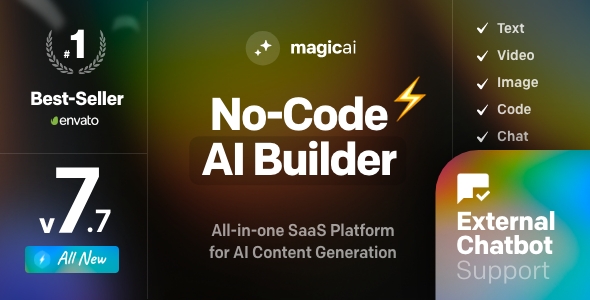 #1
Best-Seller
envato
v7.7
All New
magicai
No-Code
AI Builder
All-in-one SaaS Platform
for AI Content Generation
Text
Video
Image
Code
Chat
External
Chatbot
Support